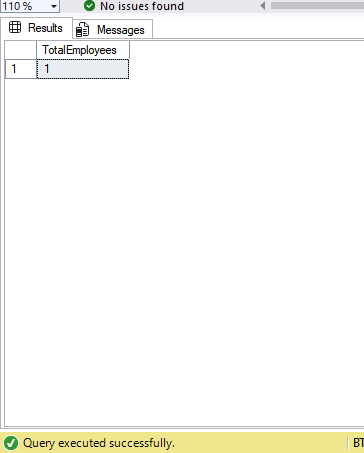 110 %
No issues found
Results
Messages
TotalEmployees
1
1
Query executed successfully.
BT